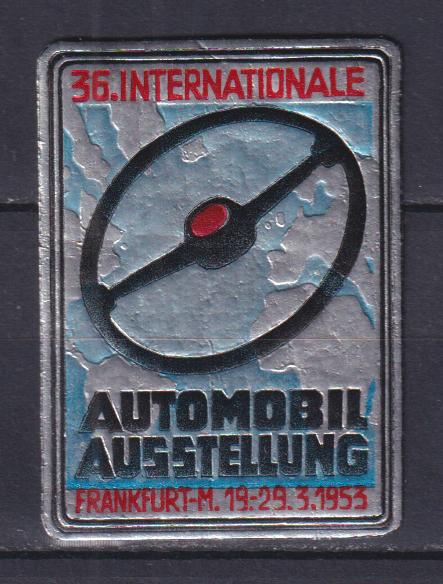 36. INTERNATIONALE
AUTOMOBIL
AUSSTELLUNG
FRANKFURT-M. 19.-29.3.1953